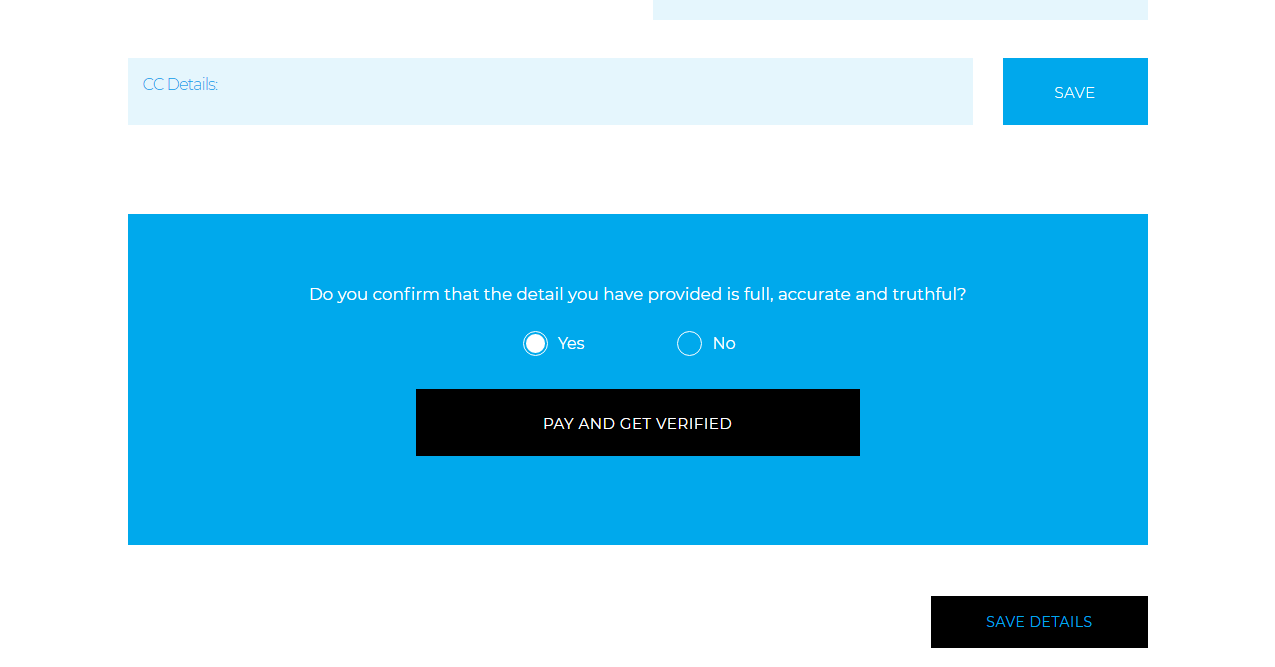 CC Details:
SAVE
Do you confirm that the detail you have provided is full, accurate and truthful?
Yes
No
PAY AND GET VERIFIED
SAVE DETAILS